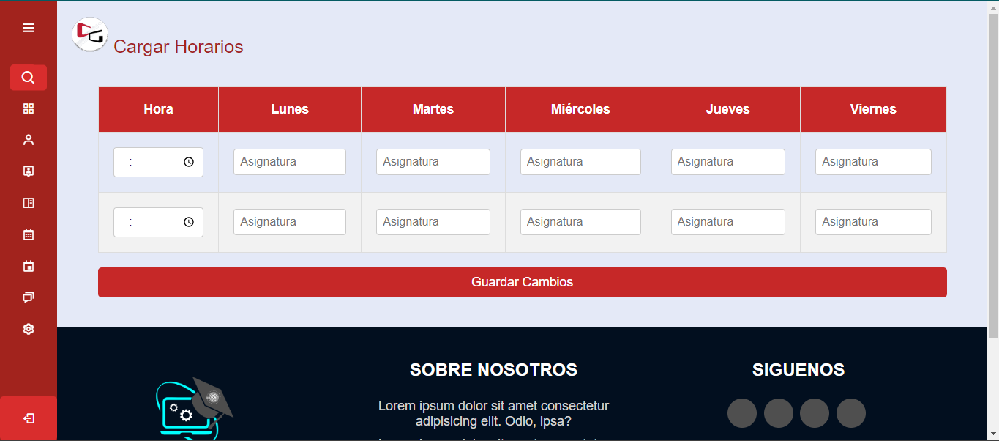 Cargar Horarios
Hora Lunes Martes Miércoles Jueves Viernes
--:-- -- Asignatura Asignatura Asignatura Asignatura Asignatura
--:-- -- Asignatura Asignatura Asignatura Asignatura Asignatura
Guardar Cambios
SOBRE NOSOTROS
Lorem ipsum dolor sit amet consectetur
adipisicing elit. Odio, ipsa?
SIGUENOS